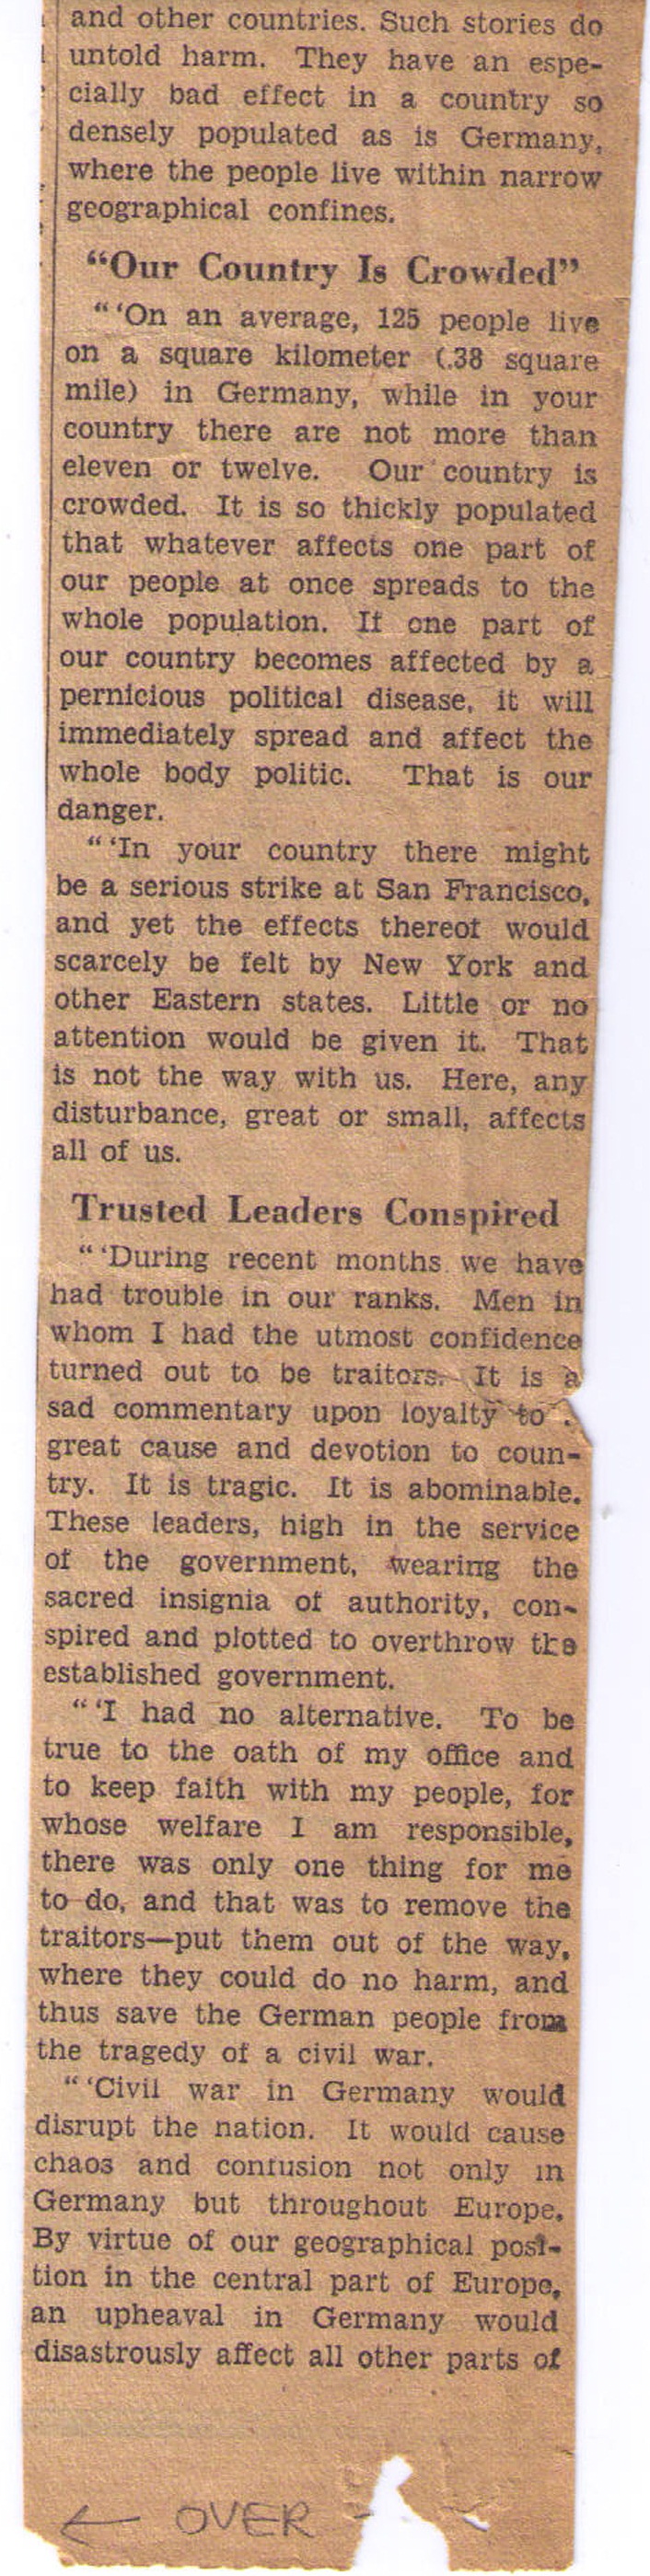 and other countries. Such stories do
untold harm. They have an espe-
cially bad effect in a country so
densely populated as is Germany,
where the people live within narrow
geographical confines.
“Our Country Is Crowded”
“‘On an average, 125 people live
on a square kilometer (.38 square
mile) in Germany, while in your
country there are not more than
eleven or twelve. Our country is
crowded. It is so thickly populated
that whatever affects one part of
our people at once spreads to the
whole population. If one part of
our country becomes affected by a
pernicious political disease, it will
immediately spread and affect the
whole body politic. That is our
danger.
“‘In your country there might
be a serious strike at San Francisco,
and yet the effects thereof would
scarcely be felt by New York and
other Eastern states. Little or no
attention would be given it. That
is not the way with us. Here, any
disturbance, great or small, affects
all of us.
Trusted Leaders Conspired
“‘During recent months we have
had trouble in our ranks. Men in
whom I had the utmost confidence
turned out to be traitors. It is a
sad commentary upon loyalty to
great cause and devotion to coun-
try. It is tragic. It is abominable.
These leaders, high in the service
of the government, wearing the
sacred insignia of authority, con-
spired and plotted to overthrow the
established government.
“‘I had no alternative. To be
true to the oath of my office and
to keep faith with my people, for
whose welfare I am responsible,
there was only one thing for me
to do, and that was to remove the
traitors—put them out of the way,
where they could do no harm, and
thus save the German people from
the tragedy of a civil war.
“‘Civil war in Germany would
disrupt the nation. It would cause
chaos and confusion not only in
Germany but throughout Europe.
By virtue of our geographical posi-
tion in the central part of Europe,
an upheaval in Germany would
disastrously affect all other parts of
← OVER